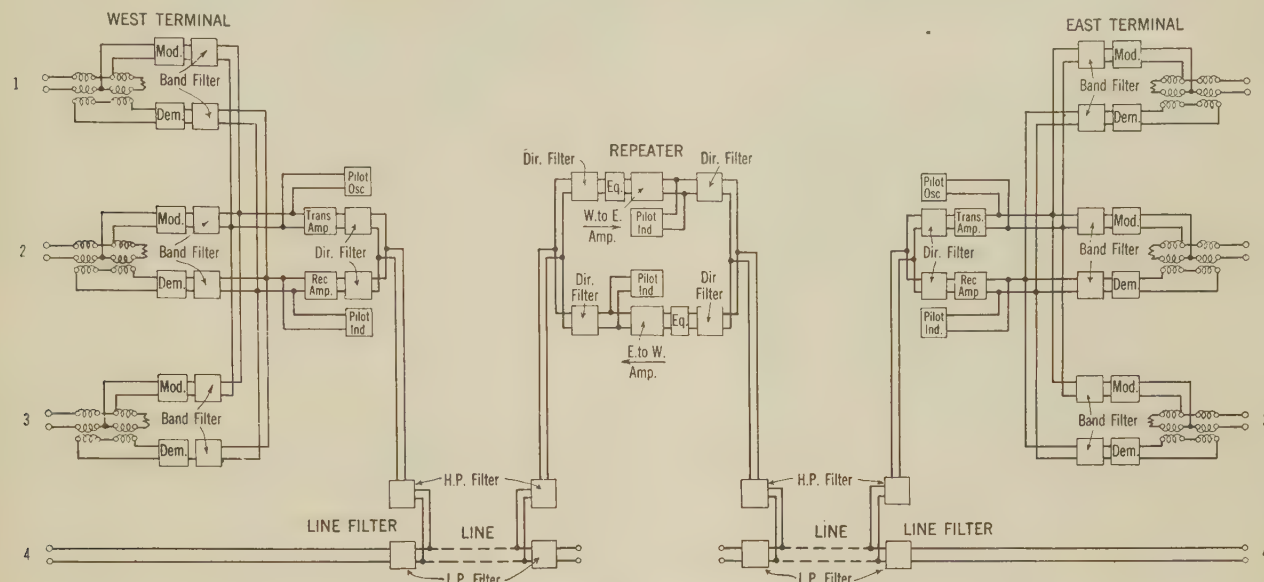 WEST TERMINAL
EAST TERMINAL
1
Mod.
Band Filter
Dem.
Mod.
Band Filter
Dem.
REPEATER
Dir. Filter
Dir. Filter
Eq.
W. to E.
Amp.
Pilot
Ind
Dir.
Filter
Pilot
Ind
Dir
Filter
Eq.
E. to W.
Amp.
2
Mod.
Band Filter
Dem.
Pilot
Osc
Trans
Amp.
Dir. Filter
Rec
Amp.
Pilot
Ind
Pilot
Osc
Trans.
Amp.
Dir. Filter
Rec
Amp
Pilot
Ind.
Mod.
Band Filter
Dem.
3
Mod.
Band Filter
Dem.
Mod.
Band Filter
Dem.
H.P. Filter
H.P. Filter
LINE FILTER
LINE
LINE
LINE FILTER
4
L.P. Filter
L.P. Filter